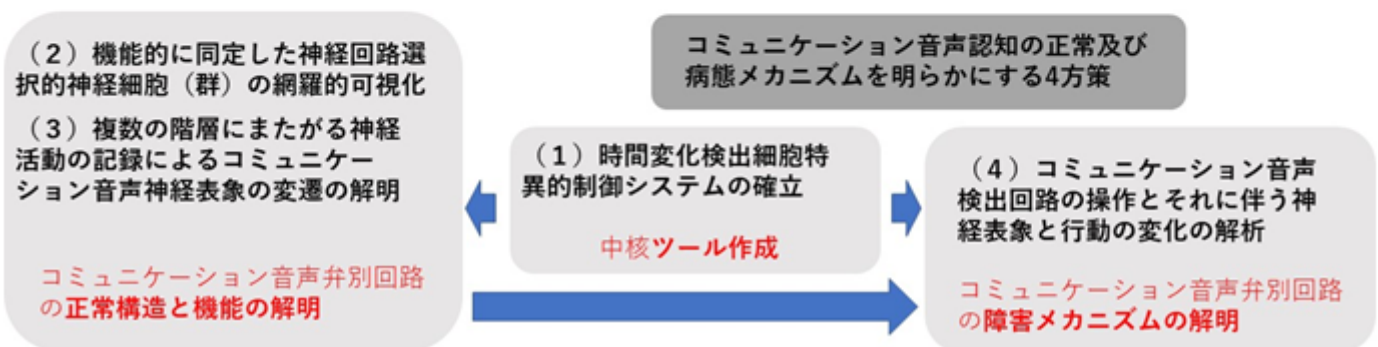 （２）機能的に同定した神経回路選
択的神経細胞（群）の網羅的可視化
（３）複数の階層にまたがる神経
活動の記録によるコミュニケー
ション音声神経表象の変遷の解明
コミュニケーション音声弁別回路
の正常構造と機能の解明
コミュニケーション音声認知の正常及び
病態メカニズムを明らかにする4方策
（１）時間変化検出細胞特
異的制御システムの確立
中核ツール作成
（４）コミュニケーション音声
検出回路の操作とそれに伴う神
経表象と行動の変化の解析
コミュニケーション音声弁別回路
の障害メカニズムの解明